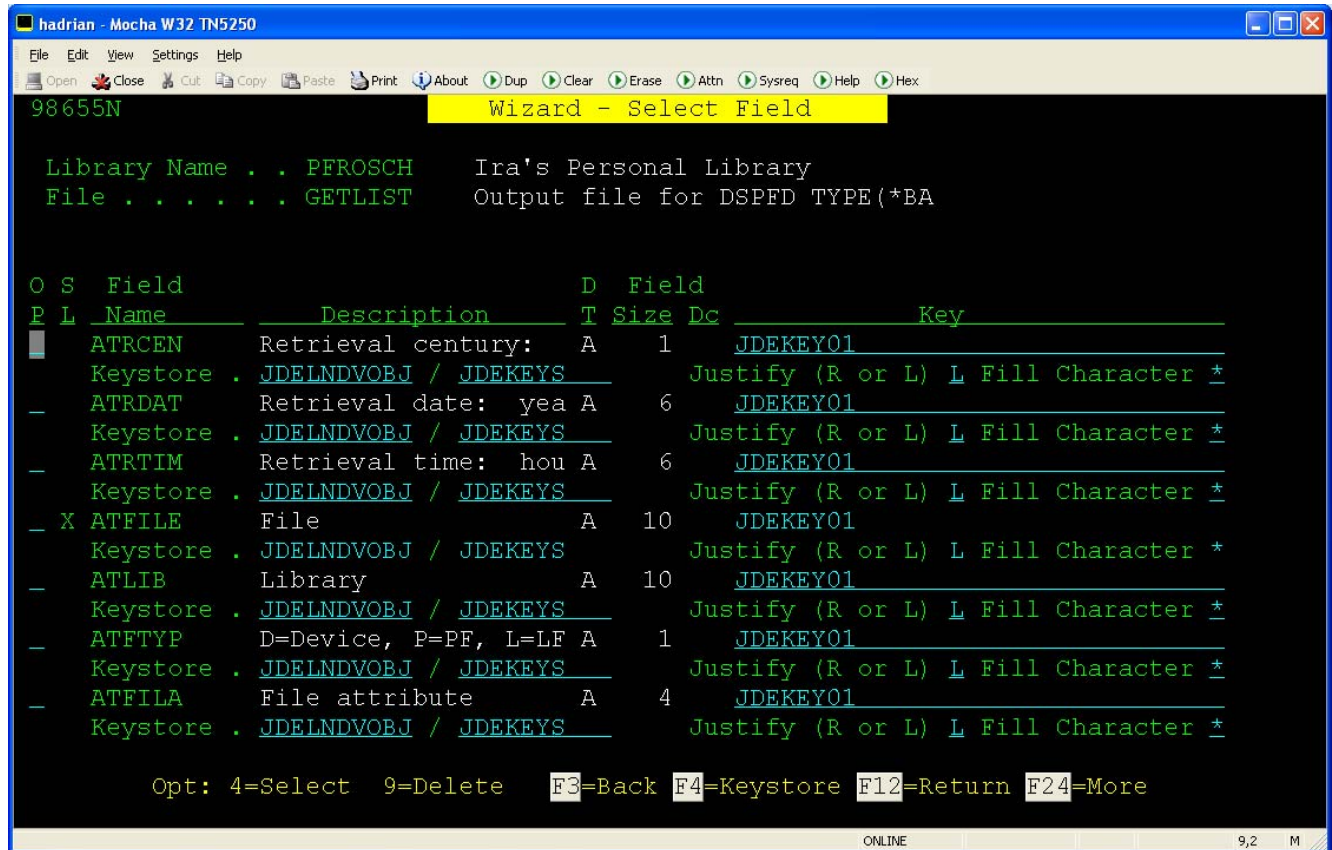 hadrian - Mocha W32 TN5250
File Edit View Settings Help
Open Close Cut Copy Paste Print About Dup Clear Erase Attn Sysreq Help Hex
98655N Wizard - Select Field
Library Name . . PFROSCH Ira's Personal Library
File . . . . . . GETLIST Output file for DSPFD TYPE(*BA
O S Field D Field
P L Name Description T Size Dc Key
ATRCEN Retrieval century: A 1 JDEKEY01
Keystore . JDELNDVOBJ / JDEKEYS Justify (R or L) L Fill Character *
_ ATRDAT Retrieval date: yea A 6 JDEKEY01
Keystore . JDELNDVOBJ / JDEKEYS Justify (R or L) L Fill Character *
_ ATRTIM Retrieval time: hou A 6 JDEKEY01
Keystore . JDELNDVOBJ / JDEKEYS Justify (R or L) L Fill Character *
_ X ATFILE File A 10 JDEKEY01
Keystore . JDELNDVOBJ / JDEKEYS Justify (R or L) L Fill Character *
_ ATLIB Library A 10 JDEKEY01
Keystore . JDELNDVOBJ / JDEKEYS Justify (R or L) L Fill Character *
_ ATFTYP D=Device, P=PF, L=LF A 1 JDEKEY01
Keystore . JDELNDVOBJ / JDEKEYS Justify (R or L) L Fill Character *
_ ATFILA File attribute A 4 JDEKEY01
Keystore . JDELNDVOBJ / JDEKEYS Justify (R or L) L Fill Character *
Opt: 4=Select 9=Delete F3=Back F4=Keystore F12=Return F24=More
ONLINE 9,2 M